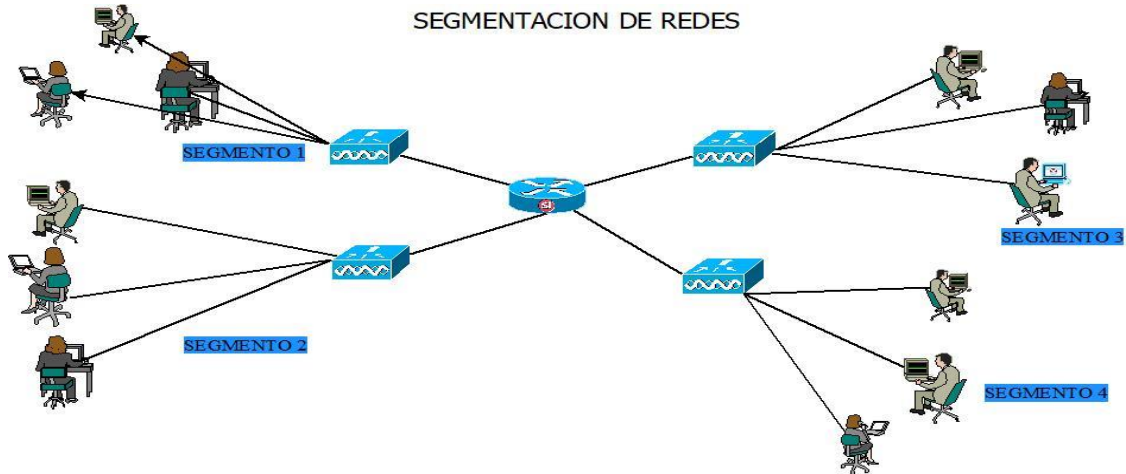 SEGMENTACION DE REDES
SEGMENTO 1
SEGMENTO 2
SEGMENTO 3
SEGMENTO 4